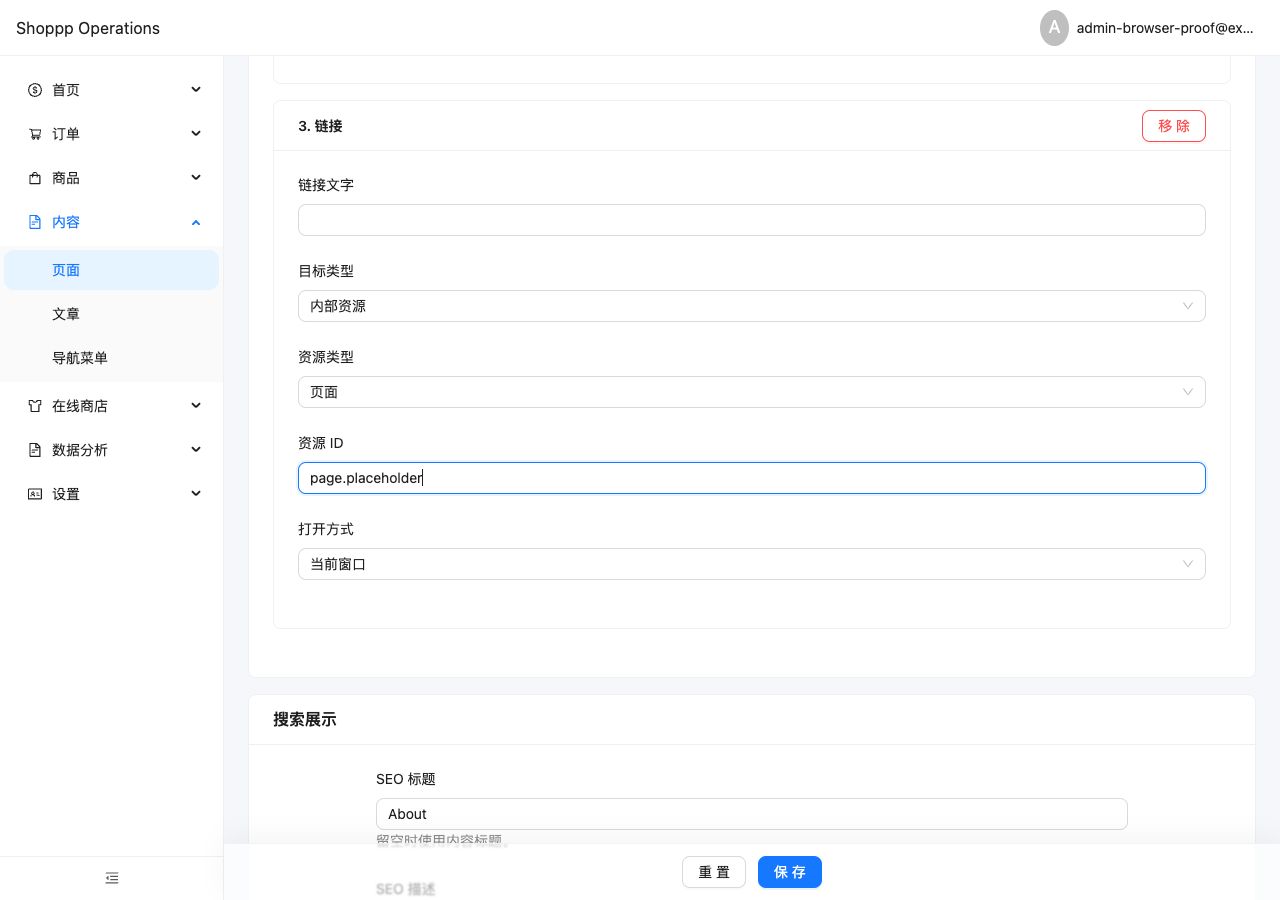 Shoppp Operations
A
admin-browser-proof@ex...
首页
订单
商品
内容
页面
文章
导航菜单
在线商店
数据分析
设置
3. 链接
移 除
链接文字
目标类型
内部资源
资源类型
页面
资源 ID
page.placeholder
打开方式
当前窗口
搜索展示
SEO 标题
About
留空时使用内容标题。
SEO 描述
重 置
保 存